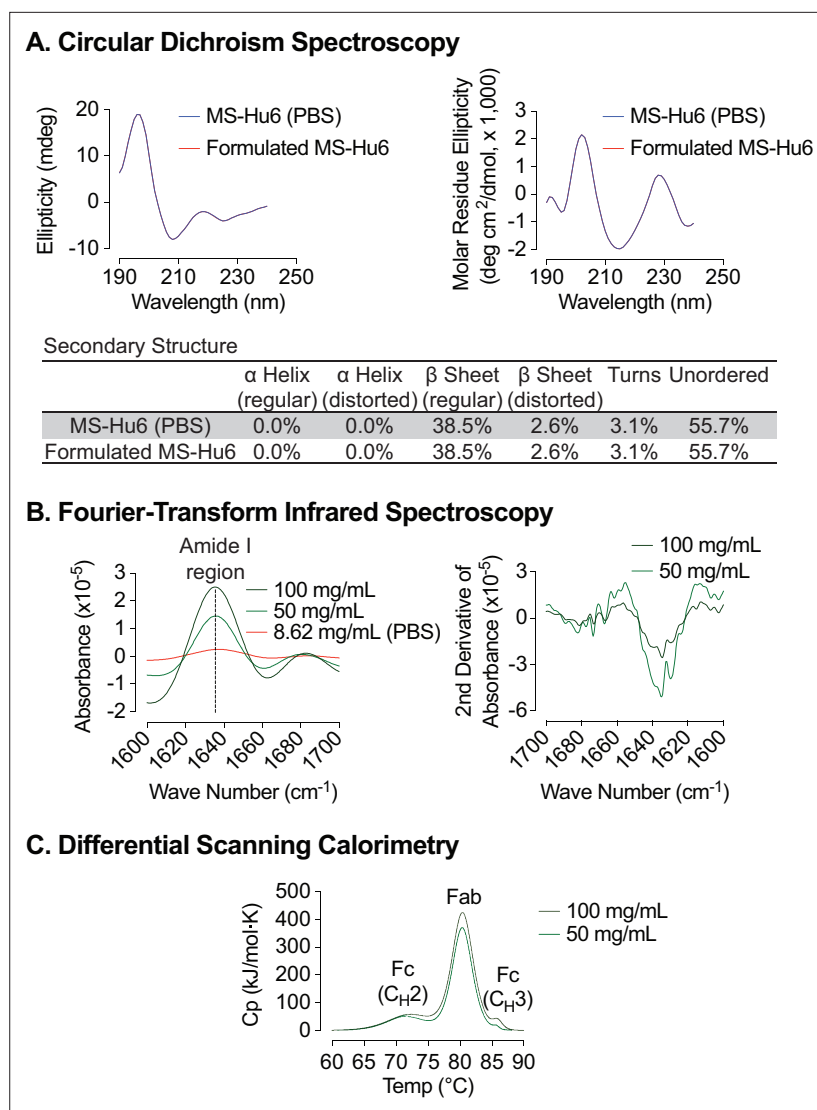 A. Circular Dichroism Spectroscopy
Ellipticity (mdeg)
20
10
0
-10
190 210 230 250
Wavelength (nm)
MS-Hu6 (PBS)
Formulated MS-Hu6
Molar Residue Ellipticity
(deg cm²/dmol, x 1,000)
3
2
1
0
-1
-2
190 210 230 250
Wavelength (nm)
MS-Hu6 (PBS)
Formulated MS-Hu6
Secondary Structure
α Helix α Helix β Sheet β Sheet Turns Unordered
(regular) (distorted) (regular) (distorted)
MS-Hu6 (PBS) 0.0% 0.0% 38.5% 2.6% 3.1% 55.7%
Formulated MS-Hu6 0.0% 0.0% 38.5% 2.6% 3.1% 55.7%
B. Fourier-Transform Infrared Spectroscopy
Amide I
region
Absorbance (x10⁻⁵)
3
2
1
0
-1
-2
1600 1620 1640 1660 1680 1700
Wave Number (cm⁻¹)
100 mg/mL
50 mg/mL
8.62 mg/mL (PBS)
2nd Derivative of
Absorbance (x10⁻⁵)
3
0
-3
-6
1700 1680 1660 1640 1620 1600
Wave Number (cm⁻¹)
100 mg/mL
50 mg/mL
C. Differential Scanning Calorimetry
Cp (kJ/mol·K)
500
400
300
200
100
0
60 65 70 75 80 85 90
Temp (°C)
Fab
Fc
(C_H2)
Fc
(C_H3)
100 mg/mL
50 mg/mL